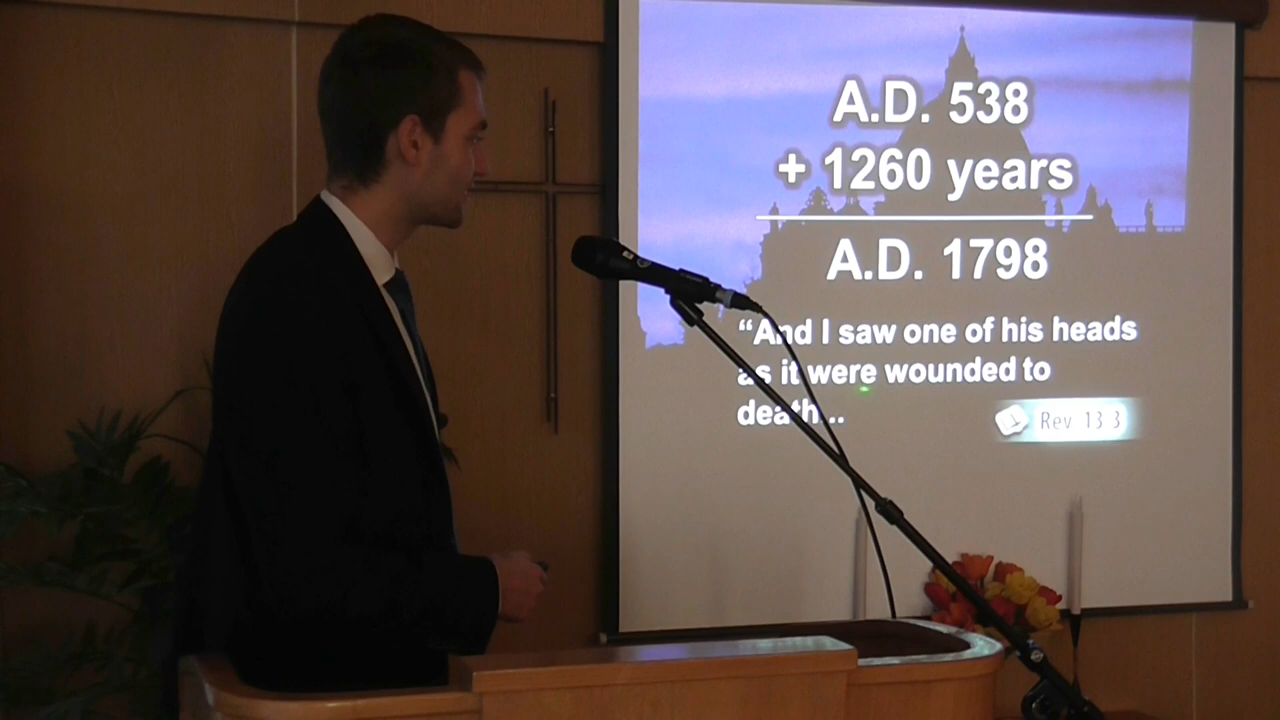 A.D. 538
+ 1260 years
A.D. 1798
“And I saw one of his heads
as it were wounded to
death...
Rev 13 3